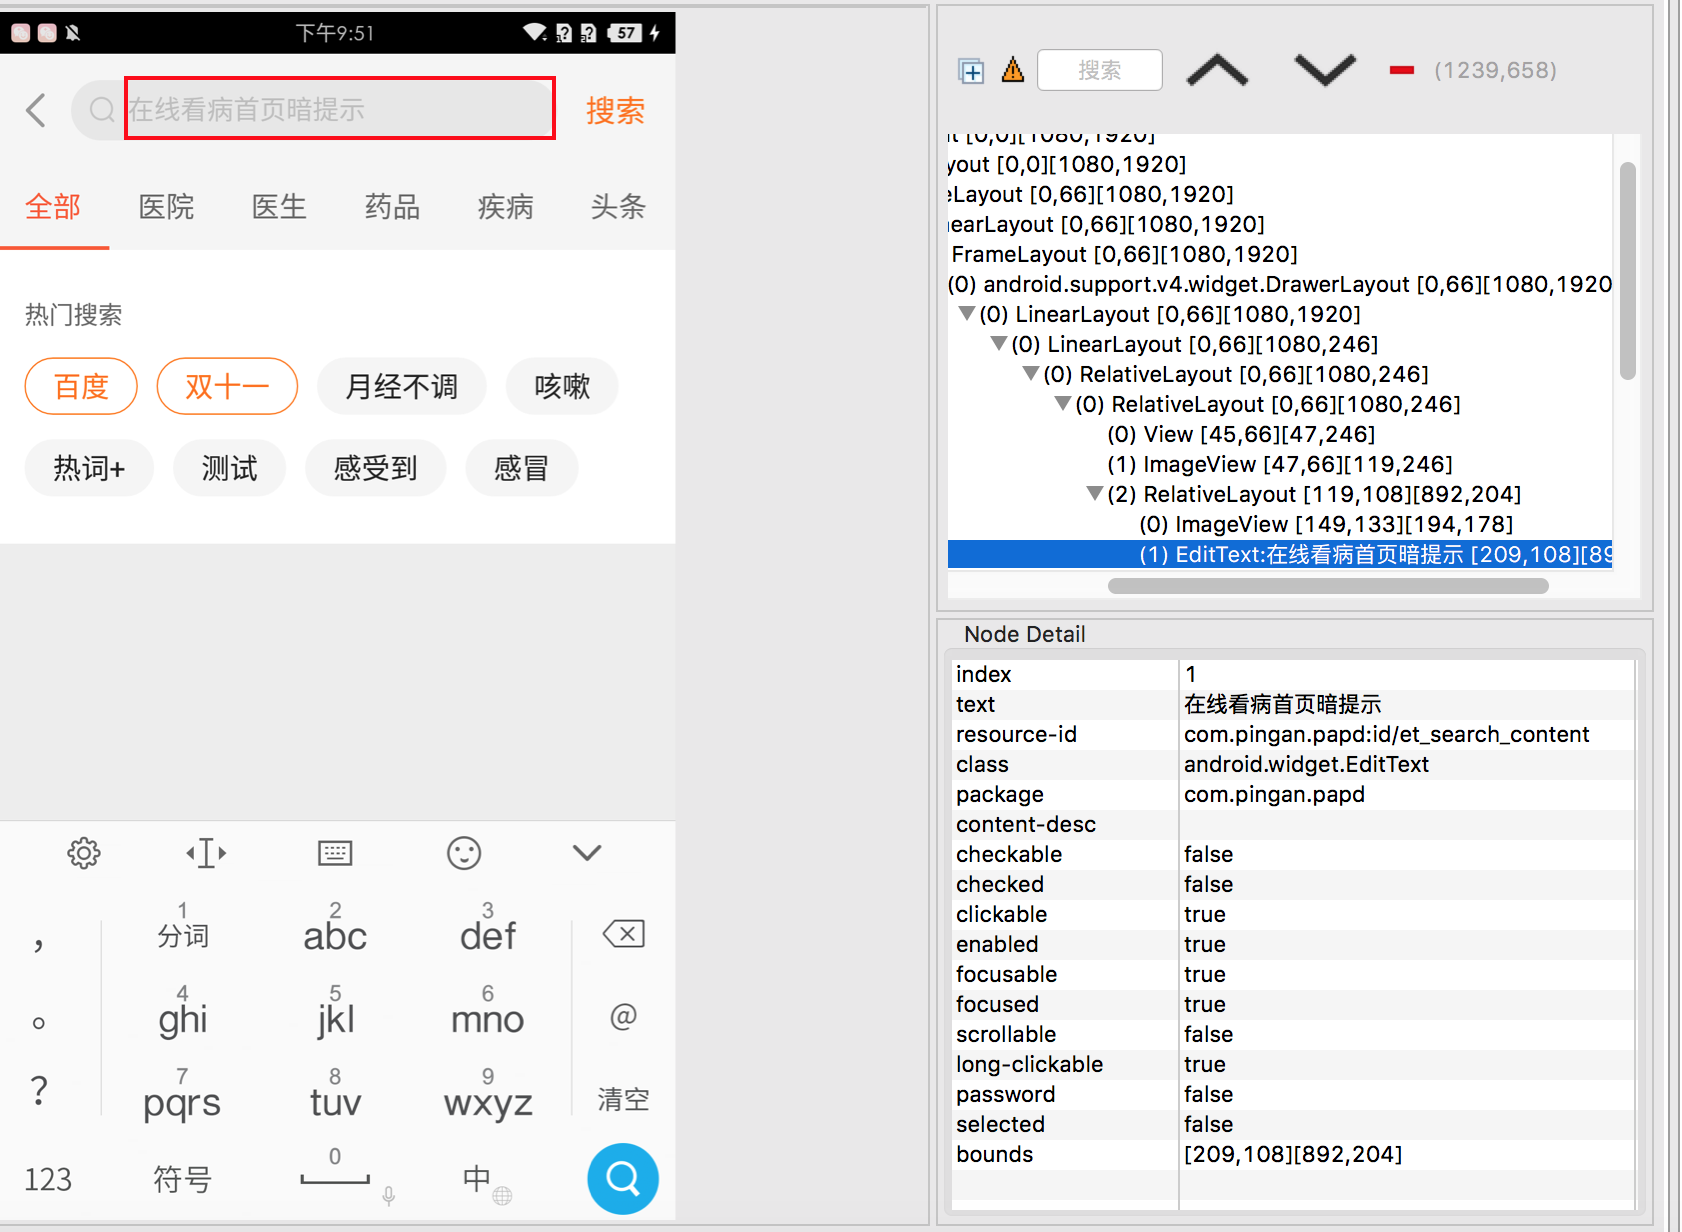 下午9:51
57
在线看病首页暗提示
搜索
全部 医院 医生 药品 疾病 头条
热门搜索
百度 双十一 月经不调 咳嗽
热词+ 测试 感受到 感冒
1 2 3
, 分词 abc def
4 5 6
。 ghi jkl mno @
7 8 9
? pqrs tuv wxyz 清空
0
123 符号 中
搜索 (1239,658)
yout [0,0][1080,1920]
eLayout [0,66][1080,1920]
nearLayout [0,66][1080,1920]
FrameLayout [0,66][1080,1920]
(0) android.support.v4.widget.DrawerLayout [0,66][1080,1920
(0) LinearLayout [0,66][1080,1920]
(0) LinearLayout [0,66][1080,246]
(0) RelativeLayout [0,66][1080,246]
(0) RelativeLayout [0,66][1080,246]
(0) View [45,66][47,246]
(1) ImageView [47,66][119,246]
(2) RelativeLayout [119,108][892,204]
(0) ImageView [149,133][194,178]
(1) EditText:在线看病首页暗提示 [209,108][89
Node Detail
index 1
text 在线看病首页暗提示
resource-id com.pingan.papd:id/et_search_content
class android.widget.EditText
package com.pingan.papd
content-desc
checkable false
checked false
clickable true
enabled true
focusable true
focused true
scrollable false
long-clickable true
password false
selected false
bounds [209,108][892,204]